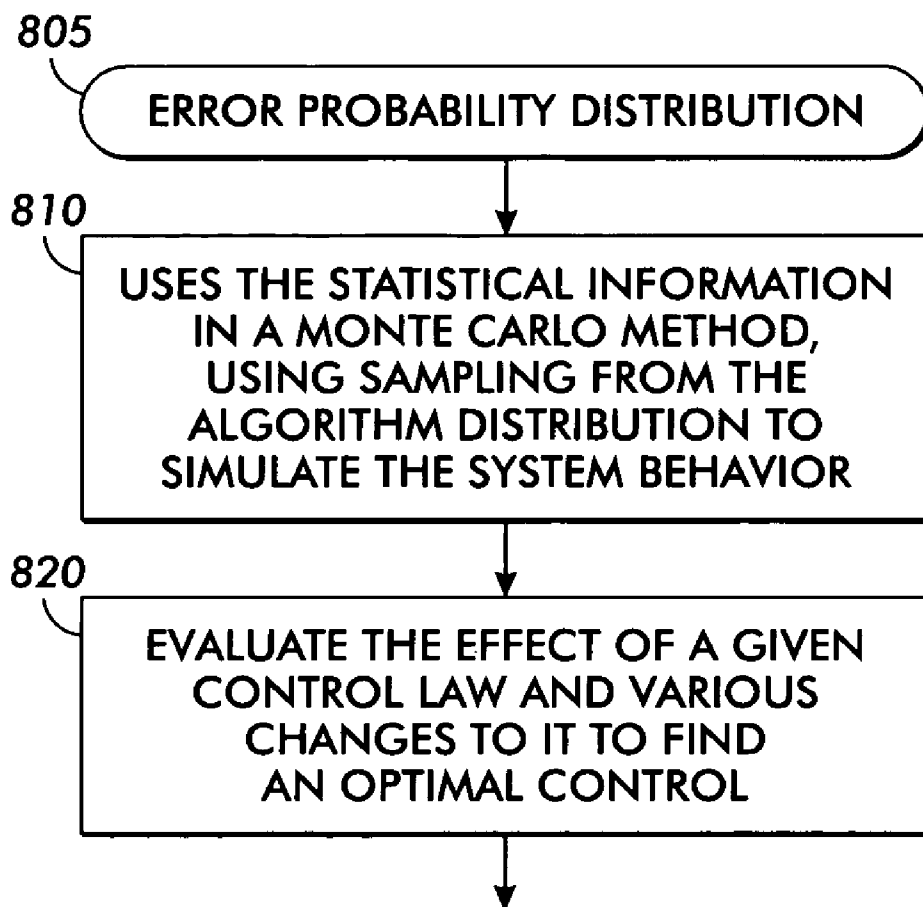 805
ERROR PROBABILITY DISTRIBUTION
810
USES THE STATISTICAL INFORMATION
IN A MONTE CARLO METHOD,
USING SAMPLING FROM THE
ALGORITHM DISTRIBUTION TO
SIMULATE THE SYSTEM BEHAVIOR
820
EVALUATE THE EFFECT OF A GIVEN
CONTROL LAW AND VARIOUS
CHANGES TO IT TO FIND
AN OPTIMAL CONTROL